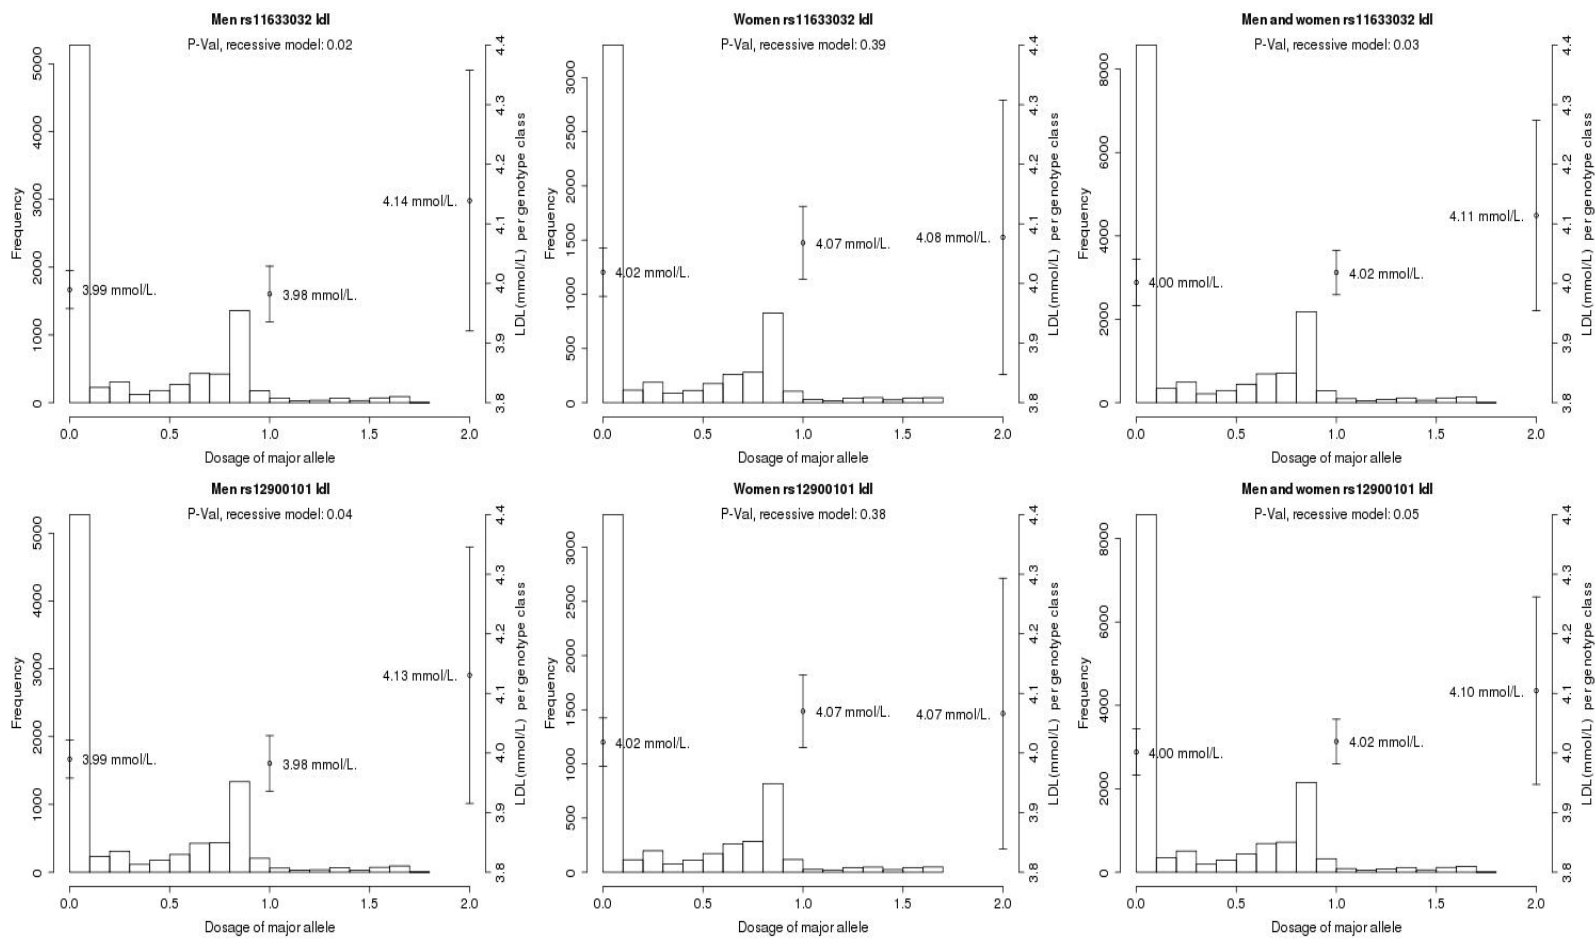 Men rs11633032 ldl
P-Val, recessive model: 0.02
Frequency
0 1000 2000 3000 4000 5000
3.99 mmol/L.
3.98 mmol/L.
4.14 mmol/L.
LDL(mmol/L) per genotype class
3.8 3.9 4.0 4.1 4.2 4.3 4.4
0.0 0.5 1.0 1.5 2.0
Dosage of major allele
Women rs11633032 ldl
P-Val, recessive model: 0.39
Frequency
0 500 1000 1500 2000 2500 3000
4.02 mmol/L.
4.07 mmol/L.
4.08 mmol/L.
LDL(mmol/L) per genotype class
3.8 3.9 4.0 4.1 4.2 4.3 4.4
0.0 0.5 1.0 1.5 2.0
Dosage of major allele
Men and women rs11633032 ldl
P-Val, recessive model: 0.03
Frequency
0 2000 4000 6000 8000
4.00 mmol/L.
4.02 mmol/L.
4.11 mmol/L.
LDL(mmol/L) per genotype class
3.8 3.9 4.0 4.1 4.2 4.3 4.4
0.0 0.5 1.0 1.5 2.0
Dosage of major allele
Men rs12900101 ldl
P-Val, recessive model: 0.04
Frequency
0 1000 2000 3000 4000 5000
3.99 mmol/L.
3.98 mmol/L.
4.13 mmol/L.
LDL(mmol/L) per genotype class
3.8 3.9 4.0 4.1 4.2 4.3 4.4
0.0 0.5 1.0 1.5 2.0
Dosage of major allele
Women rs12900101 ldl
P-Val, recessive model: 0.38
Frequency
0 500 1000 1500 2000 2500 3000
4.02 mmol/L.
4.07 mmol/L.
4.07 mmol/L.
LDL(mmol/L) per genotype class
3.8 3.9 4.0 4.1 4.2 4.3 4.4
0.0 0.5 1.0 1.5 2.0
Dosage of major allele
Men and women rs12900101 ldl
P-Val, recessive model: 0.05
Frequency
0 2000 4000 6000 8000
4.00 mmol/L.
4.02 mmol/L.
4.10 mmol/L.
LDL(mmol/L) per genotype class
3.8 3.9 4.0 4.1 4.2 4.3 4.4
0.0 0.5 1.0 1.5 2.0
Dosage of major allele